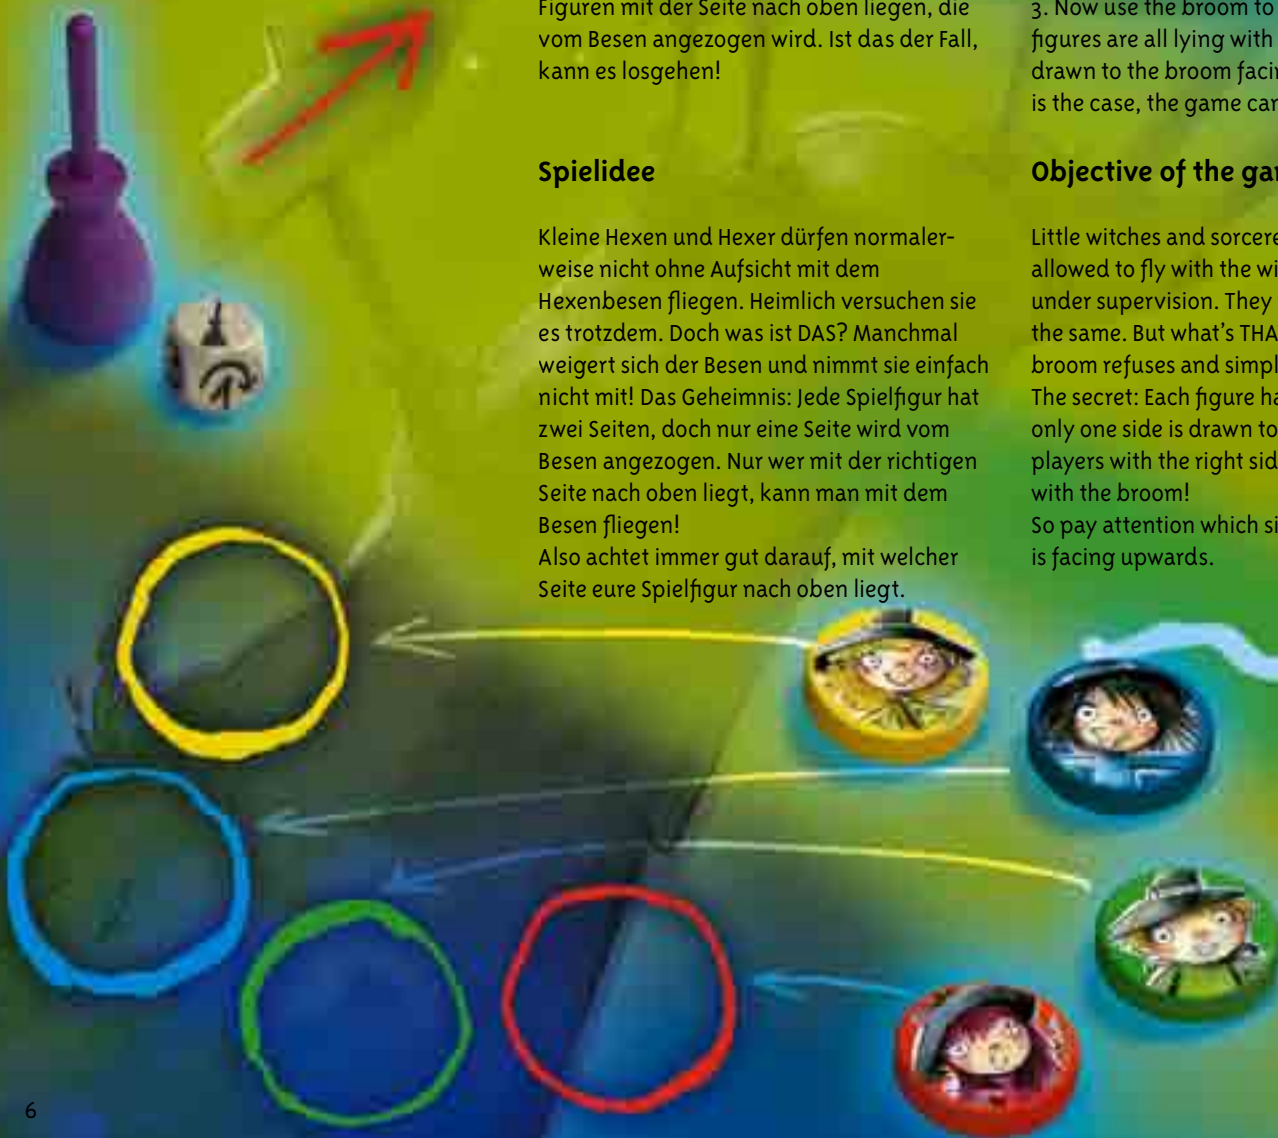 Figuren mit der Seite nach oben liegen, die
vom Besen angezogen wird. Ist das der Fall,
kann es losgehen!
Spielidee
Kleine Hexen und Hexer dürfen normaler-
weise nicht ohne Aufsicht mit dem
Hexenbesen fliegen. Heimlich versuchen sie
es trotzdem. Doch was ist DAS? Manchmal
weigert sich der Besen und nimmt sie einfach
nicht mit! Das Geheimnis: Jede Spielfigur hat
zwei Seiten, doch nur eine Seite wird vom
Besen angezogen. Nur wer mit der richtigen
Seite nach oben liegt, kann man mit dem
Besen fliegen!
Also achtet immer gut darauf, mit welcher
Seite eure Spielfigur nach oben liegt.
3. Now use the broom to
figures are all lying with
drawn to the broom facin
is the case, the game can
Objective of the gam
Little witches and sorcere
allowed to fly with the wi
under supervision. They
the same. But what's THA
broom refuses and simpl
The secret: Each figure ha
only one side is drawn to
players with the right sid
with the broom!
So pay attention which si
is facing upwards.
6